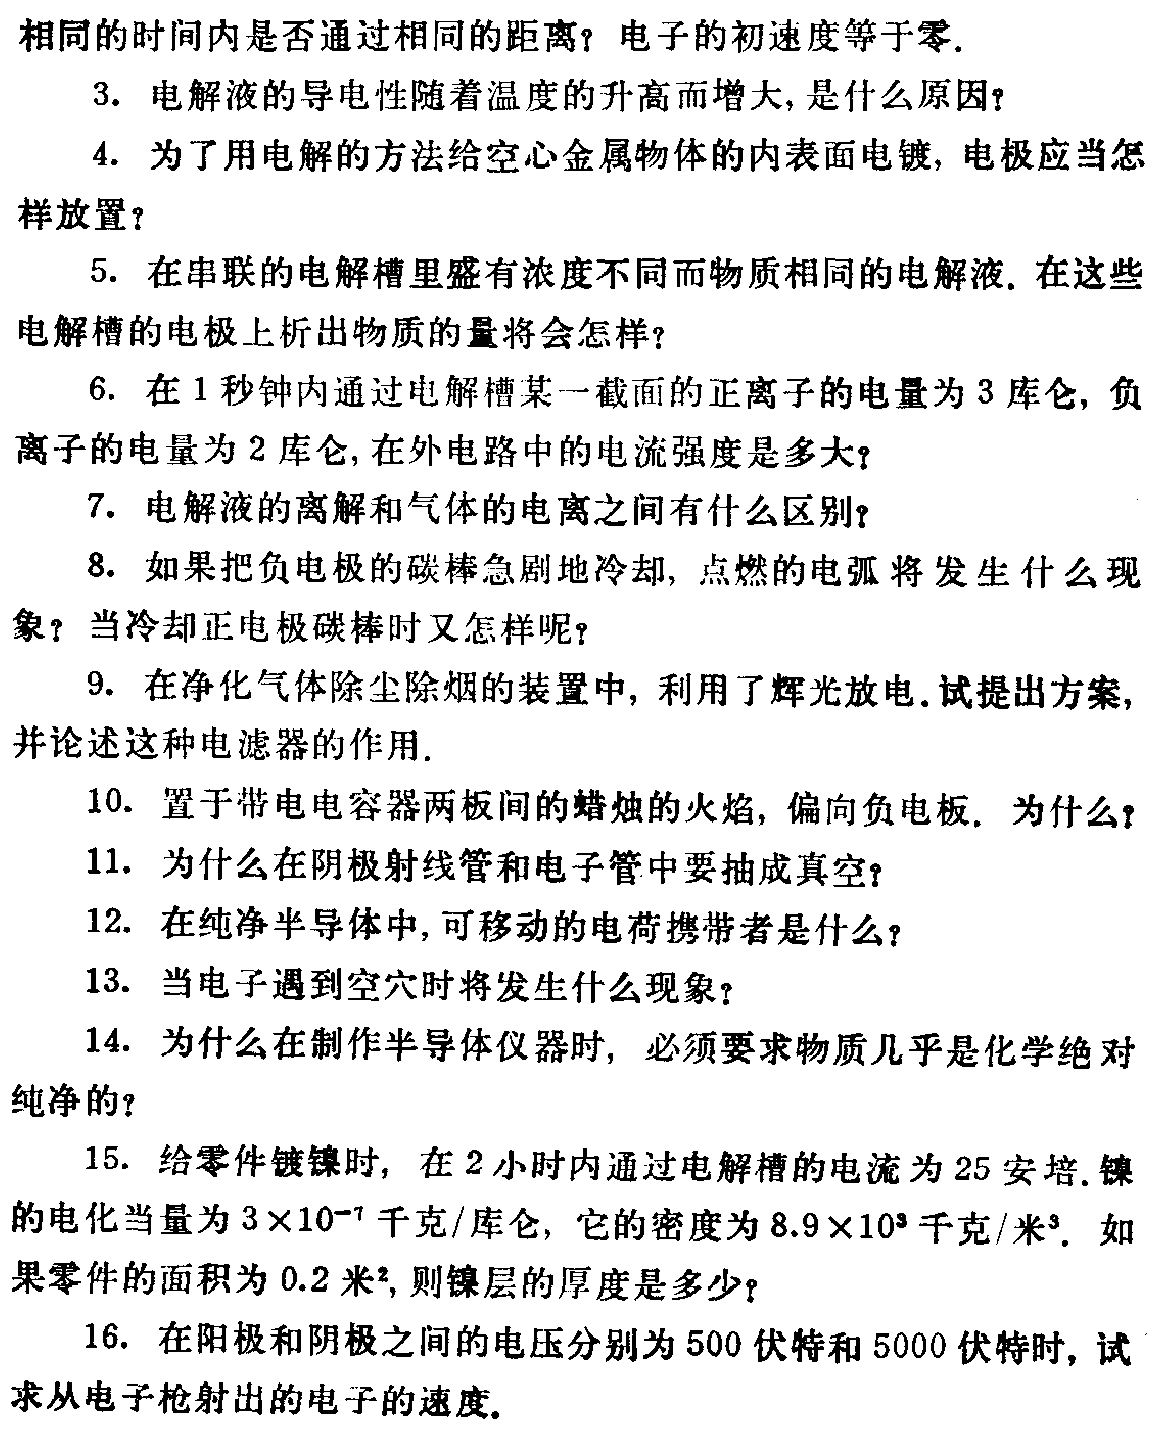 相同的时间内是否通过相同的距离? 电子的初速度等于零.
3. 电解液的导电性随着温度的升高而增大, 是什么原因?
4. 为了用电解的方法给空心金属物体的内表面电镀, 电极应当怎
样放置?
5. 在串联的电解槽里盛有浓度不同而物质相同的电解液. 在这些
电解槽的电极上析出物质的量将会怎样?
6. 在 1 秒钟内通过电解槽某一截面的正离子的电量为 3 库仑, 负
离子的电量为 2 库仑, 在外电路中的电流强度是多大?
7. 电解液的离解和气体的电离之间有什么区别?
8. 如果把负电极的碳棒急剧地冷却, 点燃的电弧将发生什么现
象? 当冷却正电极碳棒时又怎样呢?
9. 在净化气体除尘除烟的装置中, 利用了辉光放电. 试提出方案,
并论述这种电滤器的作用.
10. 置于带电电容器两板间的蜡烛的火焰, 偏向负电板. 为什么?
11. 为什么在阴极射线管和电子管中要抽成真空?
12. 在纯净半导体中, 可移动的电荷携带者是什么?
13. 当电子遇到空穴时将发生什么现象?
14. 为什么在制作半导体仪器时, 必须要求物质几乎是化学绝对
纯净的?
15. 给零件镀镍时, 在 2 小时内通过电解槽的电流为 25 安培. 镍
的电化当量为 3×10⁻⁷ 千克/库仑, 它的密度为 8.9×10³ 千克/米³. 如
果零件的面积为 0.2 米², 则镍层的厚度是多少?
16. 在阳极和阴极之间的电压分别为 500 伏特和 5000 伏特时, 试
求从电子枪射出的电子的速度.